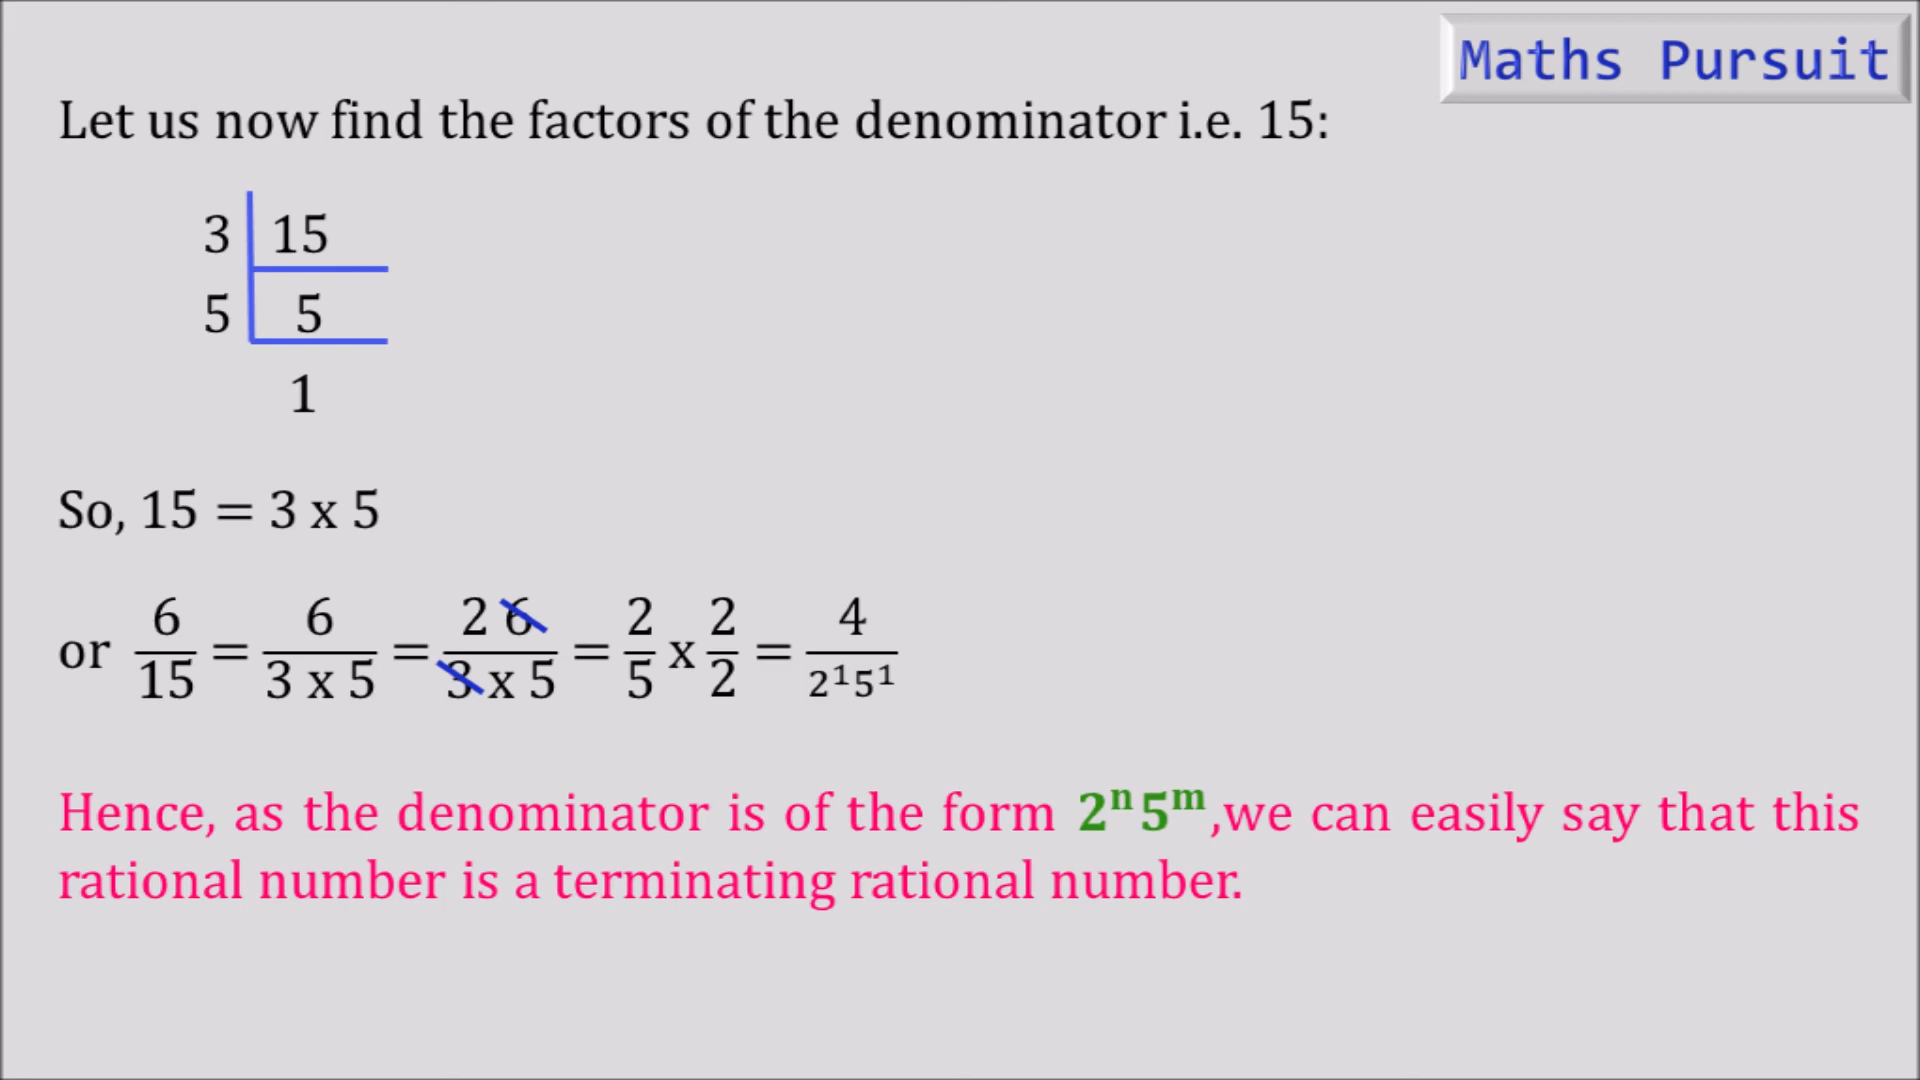 Maths Pursuit
Let us now find the factors of the denominator i.e. 15:
3 15
5 5
1
So, 15 = 3 x 5
or 6/15 = 6/(3 x 5) = 2 6/(3 x 5) = 2/5 x 2/2 = 4/(2¹5¹)
Hence, as the denominator is of the form 2ⁿ5ᵐ,we can easily say that this
rational number is a terminating rational number.